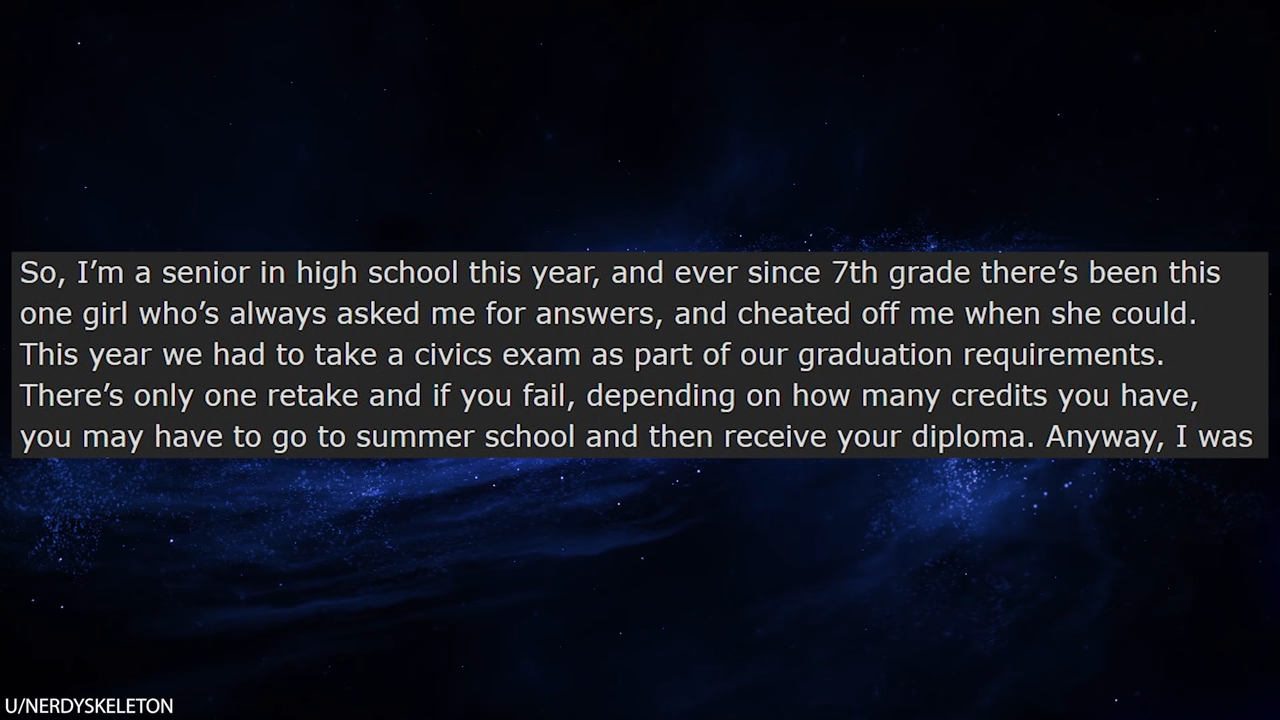 So, I’m a senior in high school this year, and ever since 7th grade there’s been this
one girl who’s always asked me for answers, and cheated off me when she could.
This year we had to take a civics exam as part of our graduation requirements.
There’s only one retake and if you fail, depending on how many credits you have,
you may have to go to summer school and then receive your diploma. Anyway, I was
U/NERDYSKELETON